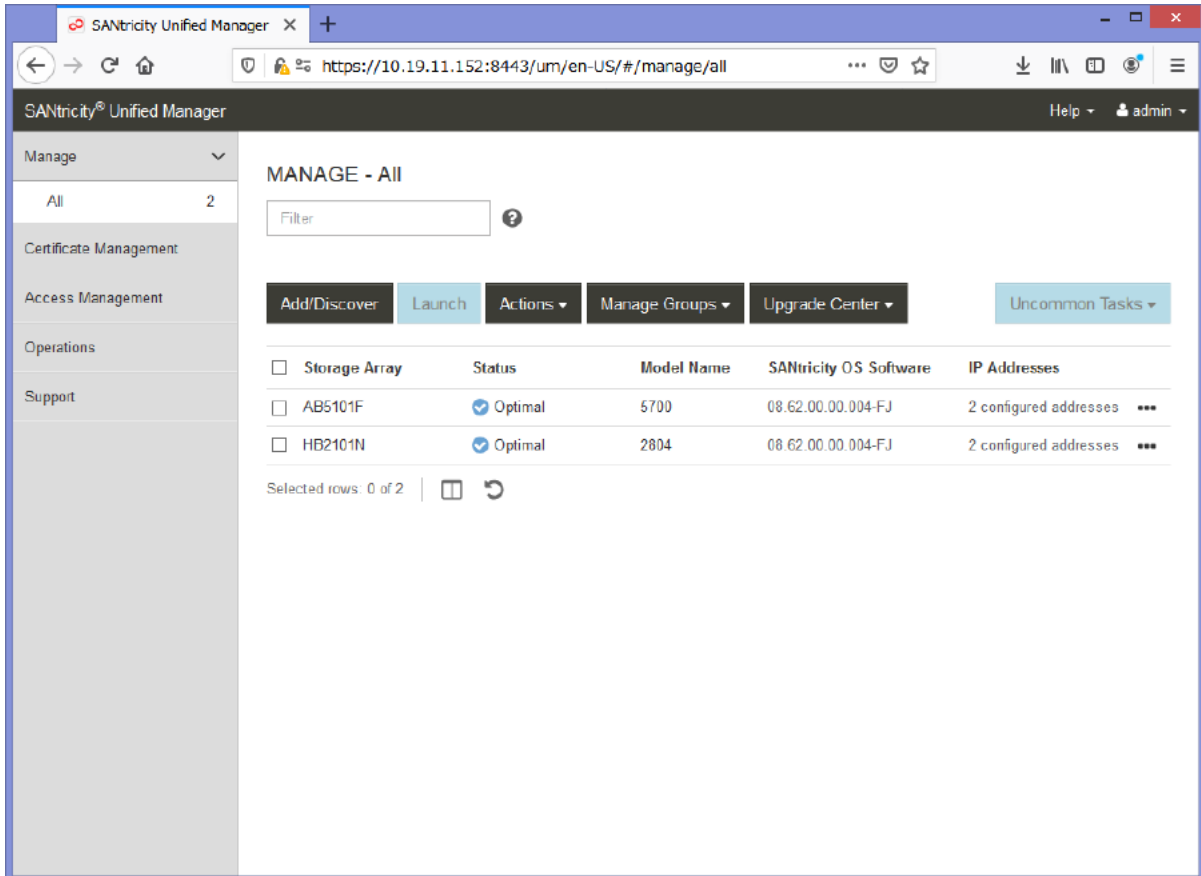 SANtricity Unified Manager
https://10.19.11.152:8443/um/en-US/#/manage/all
SANtricity® Unified Manager
Help
admin
Manage
All 2
Certificate Management
Access Management
Operations
Support
MANAGE - All
Filter
Add/Discover Launch Actions Manage Groups Upgrade Center Uncommon Tasks
Storage Array Status Model Name SANtricity OS Software IP Addresses
AB5101F Optimal 5700 08.62.00.00.004-FJ 2 configured addresses
HB2101N Optimal 2804 08.62.00.00.004-FJ 2 configured addresses
Selected rows: 0 of 2